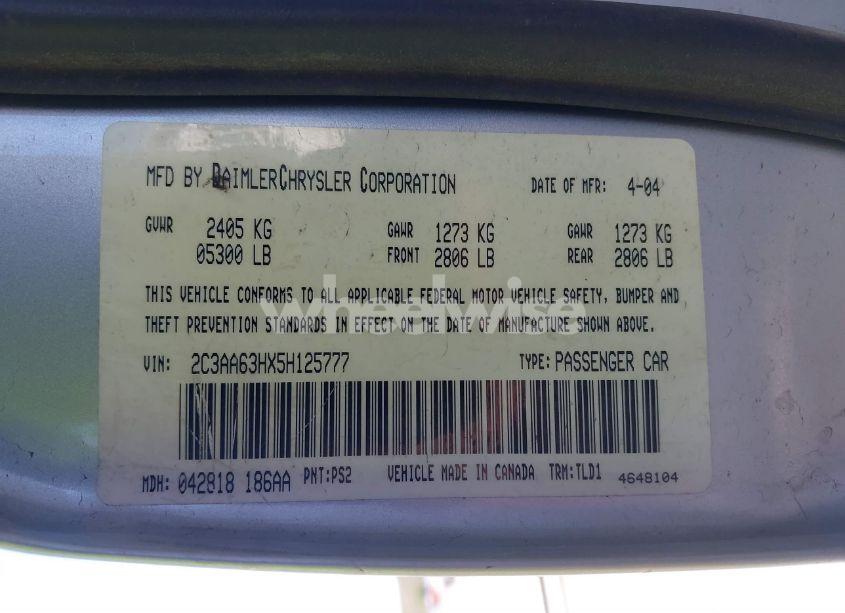 MFD BY DAIMLERCHRYSLER CORPORATION DATE OF MFR: 4-04
GVWR 2405 KG GAWR 1273 KG GAWR 1273 KG
05300 LB FRONT 2806 LB REAR 2806 LB
THIS VEHICLE CONFORMS TO ALL APPLICABLE FEDERAL MOTOR VEHICLE SAFETY, BUMPER AND
THEFT PREVENTION STANDARDS IN EFFECT ON THE DATE OF MANUFACTURE SHOWN ABOVE.
wheelwise
VIN: 2C3AA63HX5H125777 TYPE: PASSENGER CAR
MDH: 042818 186AA PNT:PS2 VEHICLE MADE IN CANADA TRM:TLD1 4648104